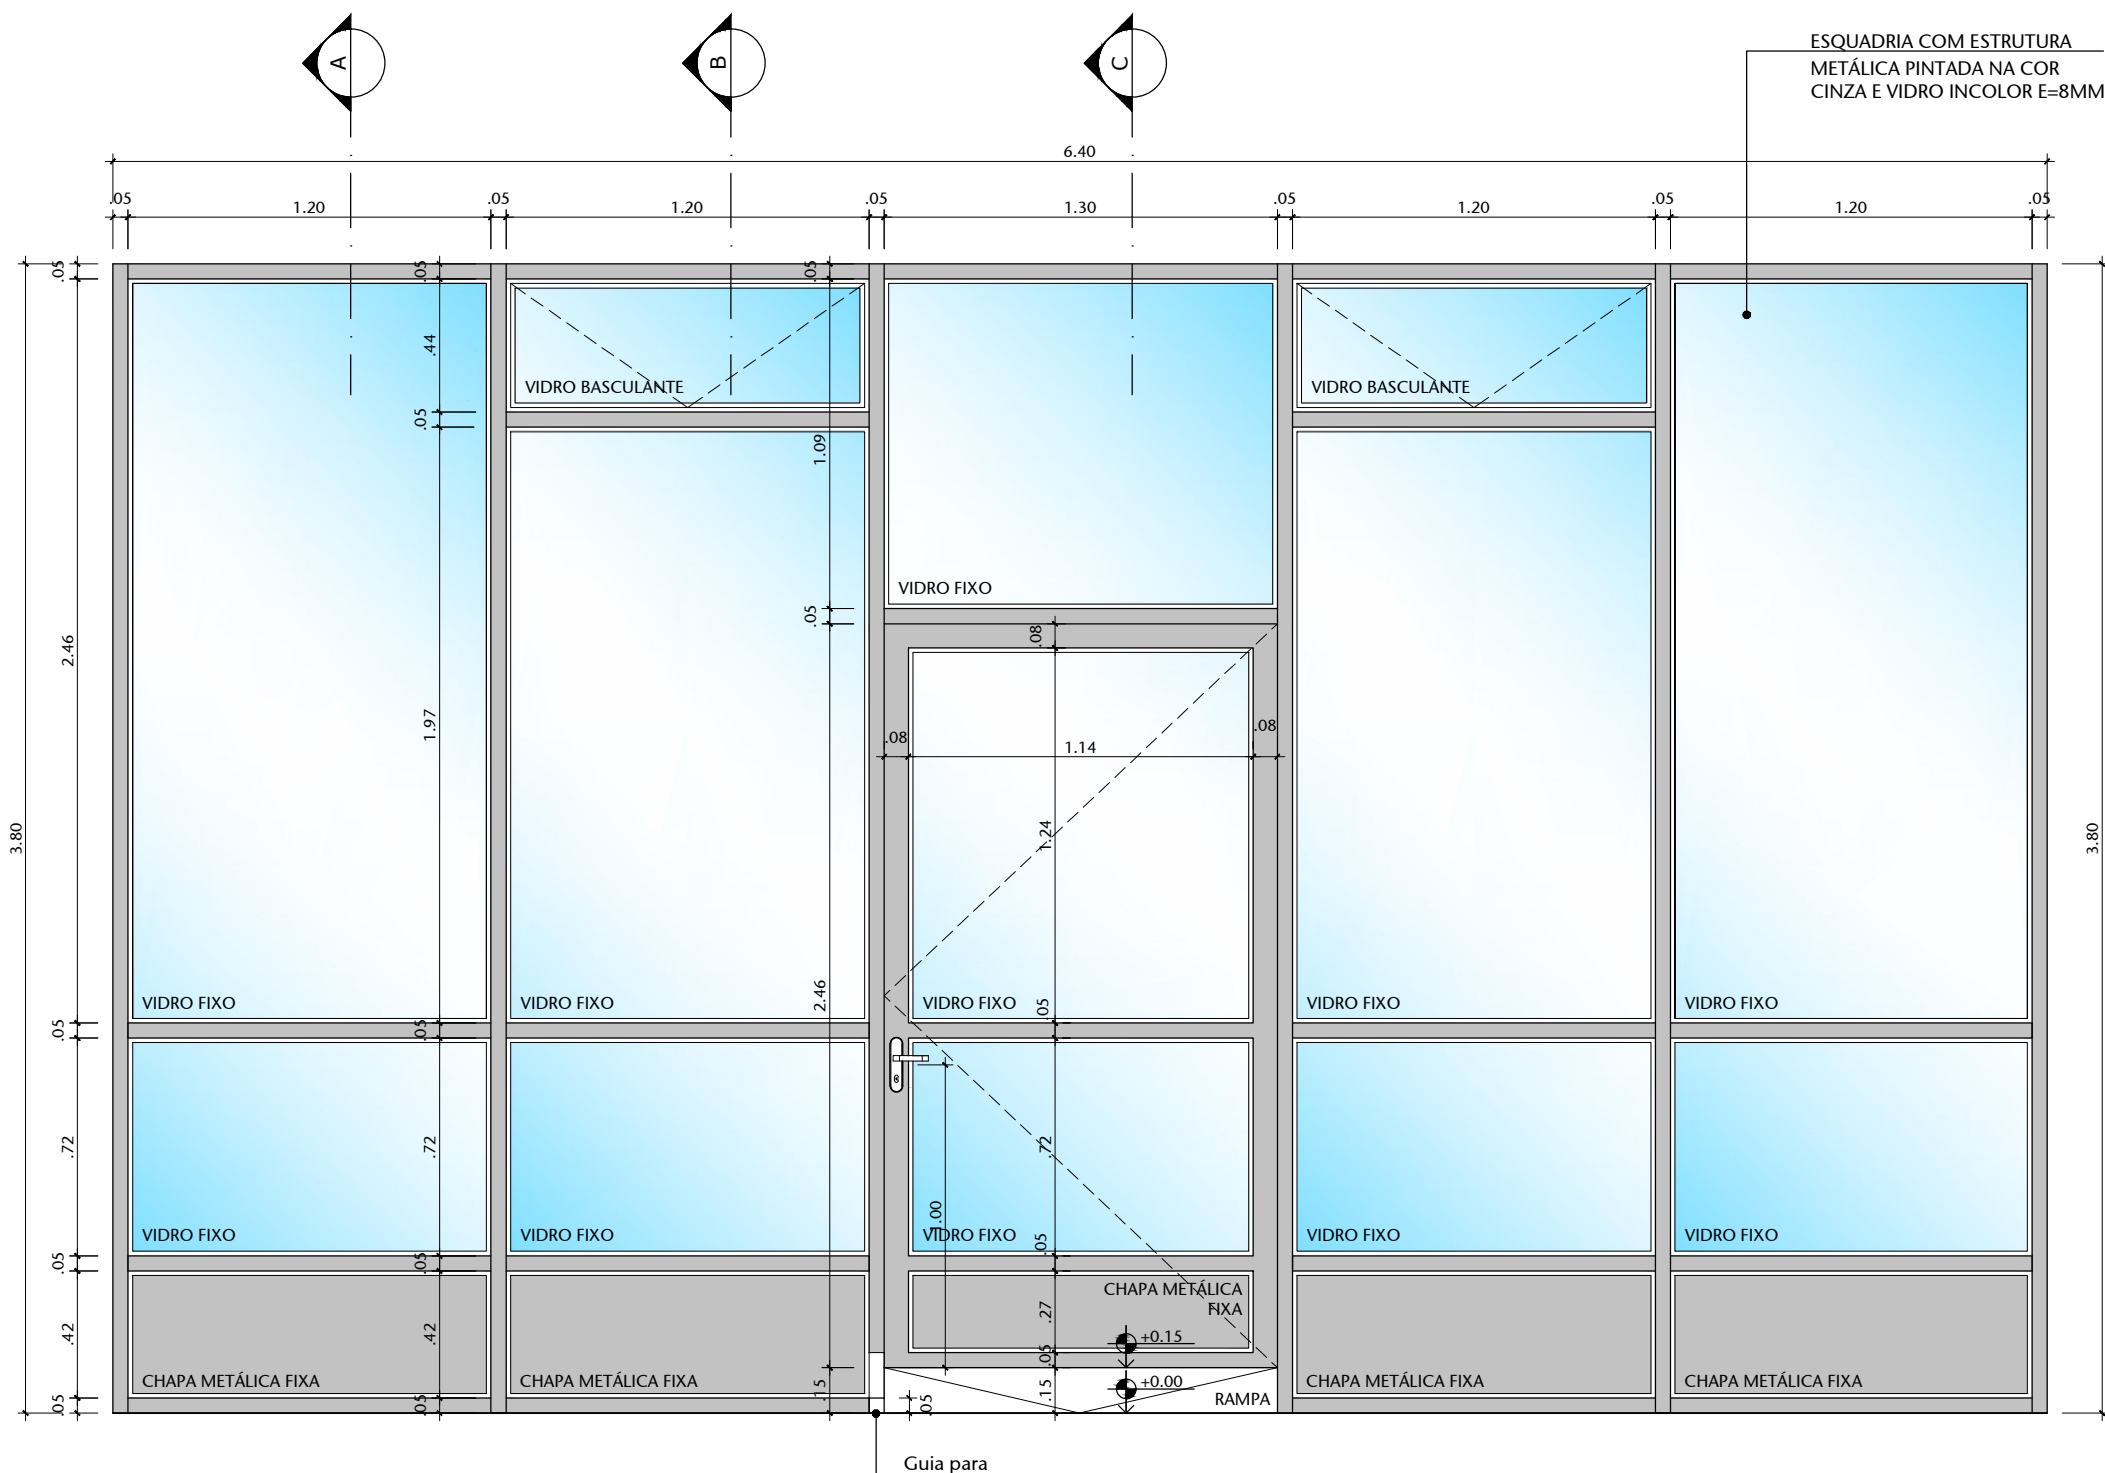 A
B
C
ESQUADRIA COM ESTRUTURA
METÁLICA PINTADA NA COR
CINZA E VIDRO INCOLOR E=8MM
6.40
.05 1.20 .05 1.20 .05 1.30 .05 1.20 .05 1.20 .05
.05 .05 .05
.44
VIDRO BASCULANTE VIDRO BASCULANTE
.05
1.09
VIDRO FIXO
.05
.08
2.46
1.97
.08 1.14 .08
3.80 1.24 3.80
2.46
VIDRO FIXO VIDRO FIXO VIDRO FIXO VIDRO FIXO VIDRO FIXO
.05 .05 .05
.72 .72 .72
1.00
VIDRO FIXO VIDRO FIXO VIDRO FIXO VIDRO FIXO VIDRO FIXO
.05 .05 .05
CHAPA METÁLICA
FIXA
.42 .42 .27
+0.15
.05
CHAPA METÁLICA FIXA CHAPA METÁLICA FIXA +0.00 CHAPA METÁLICA FIXA CHAPA METÁLICA FIXA
.05 .05 .15 .05 .15 RAMPA
Guia para